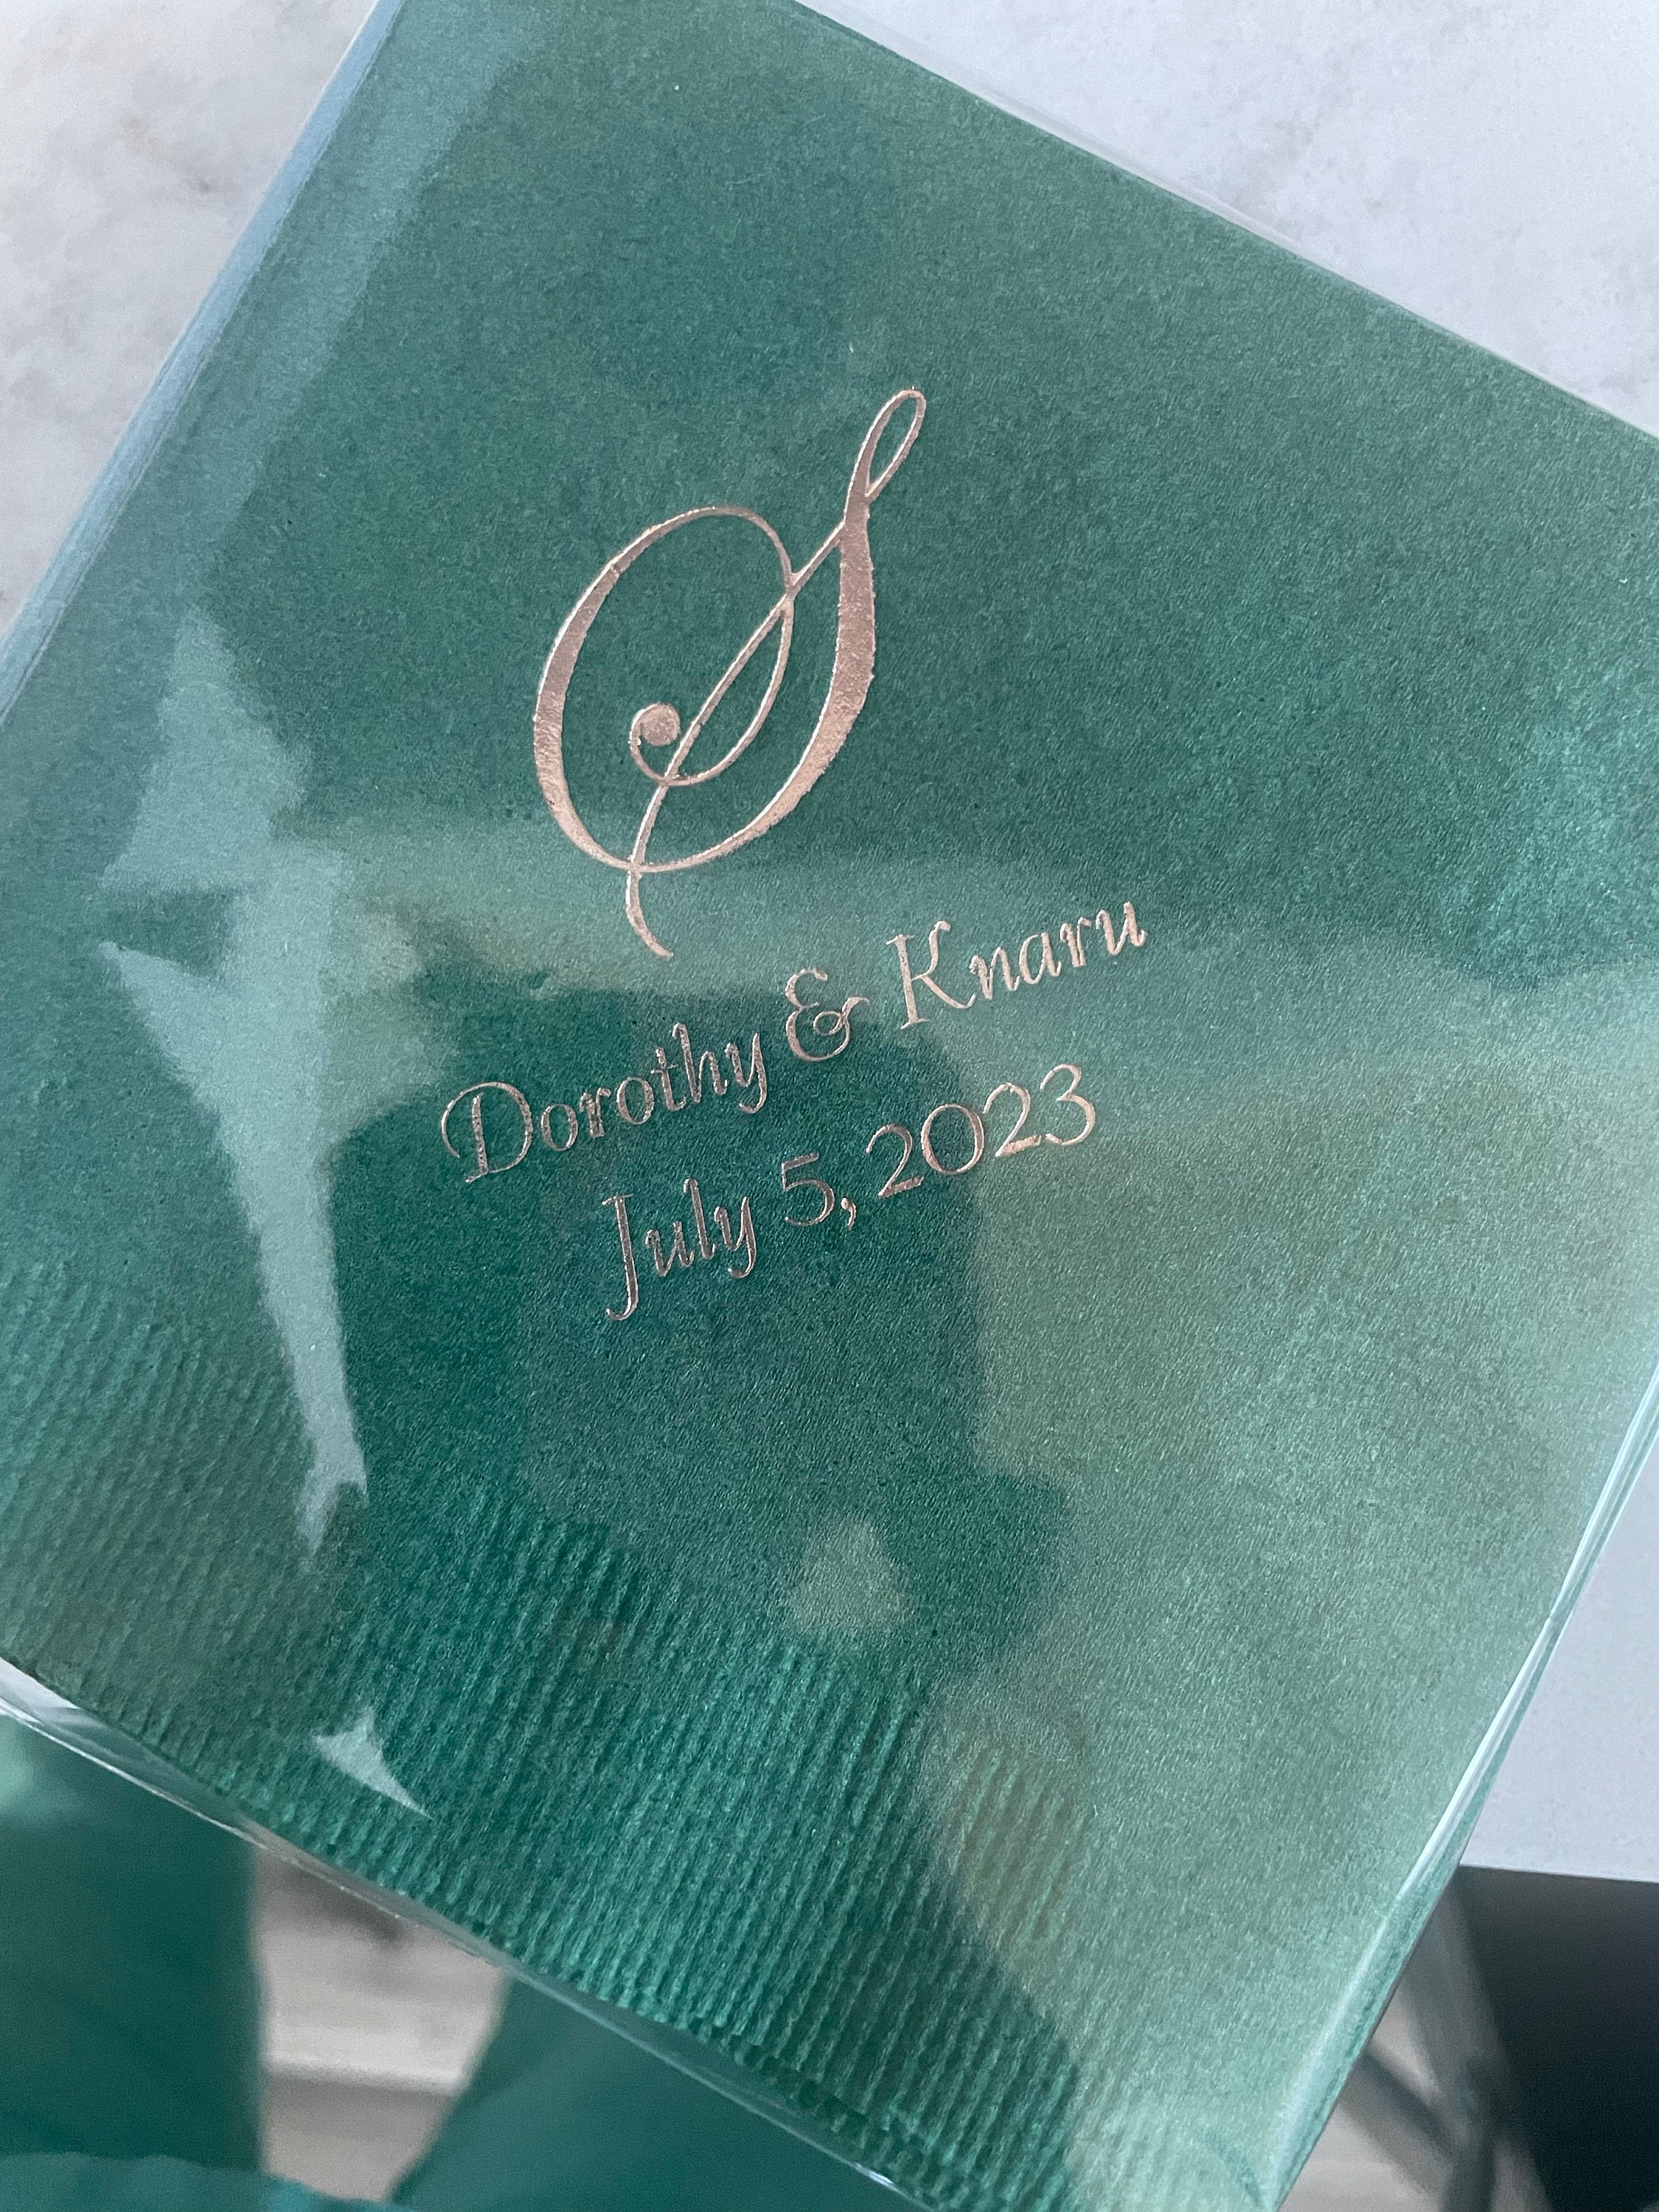 S
Dorothy & Knaru
July 5, 2023